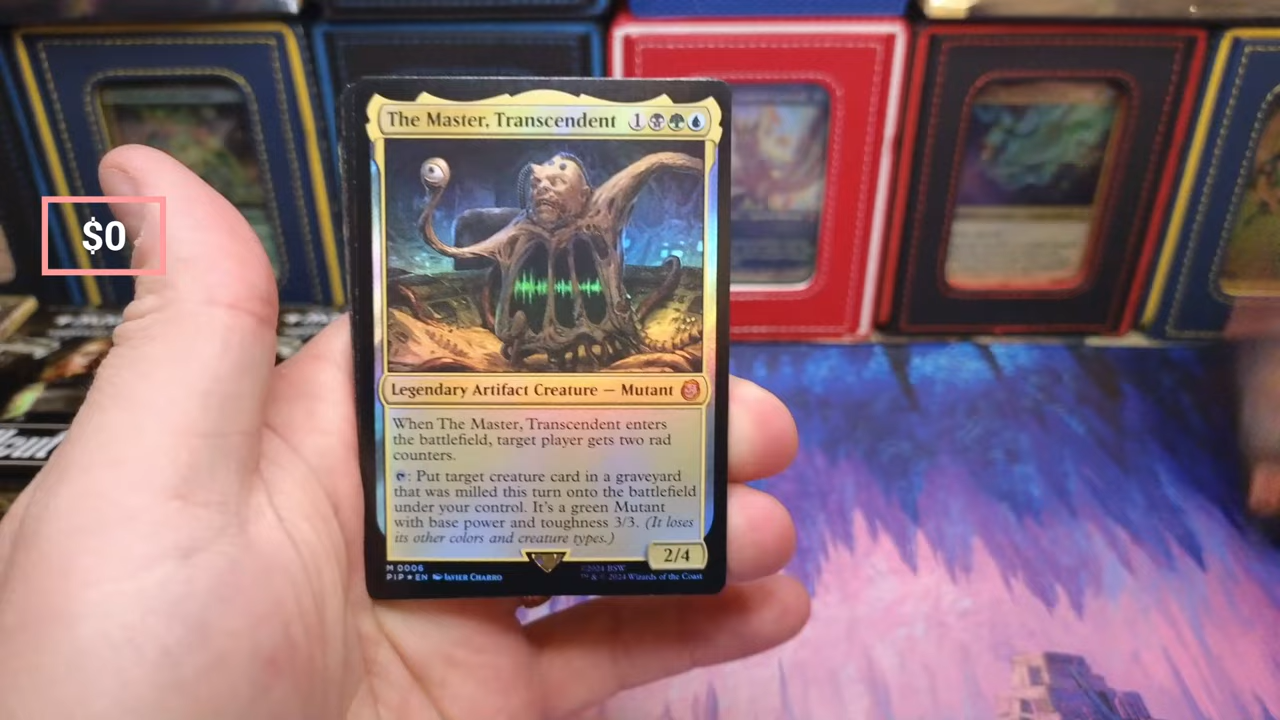 The Master, Transcendent 1
$0
Legendary Artifact Creature — Mutant
When The Master, Transcendent enters
the battlefield, target player gets two rad
counters.
: Put target creature card in a graveyard
that was milled this turn onto the battlefield
under your control. It's a green Mutant
with base power and toughness 3/3. (It loses
its other colors and creature types.)
2/4
M 0006
PIP ★ EN Javier Charro
©2024 BSW
™ & © 2024 Wizards of the Coast